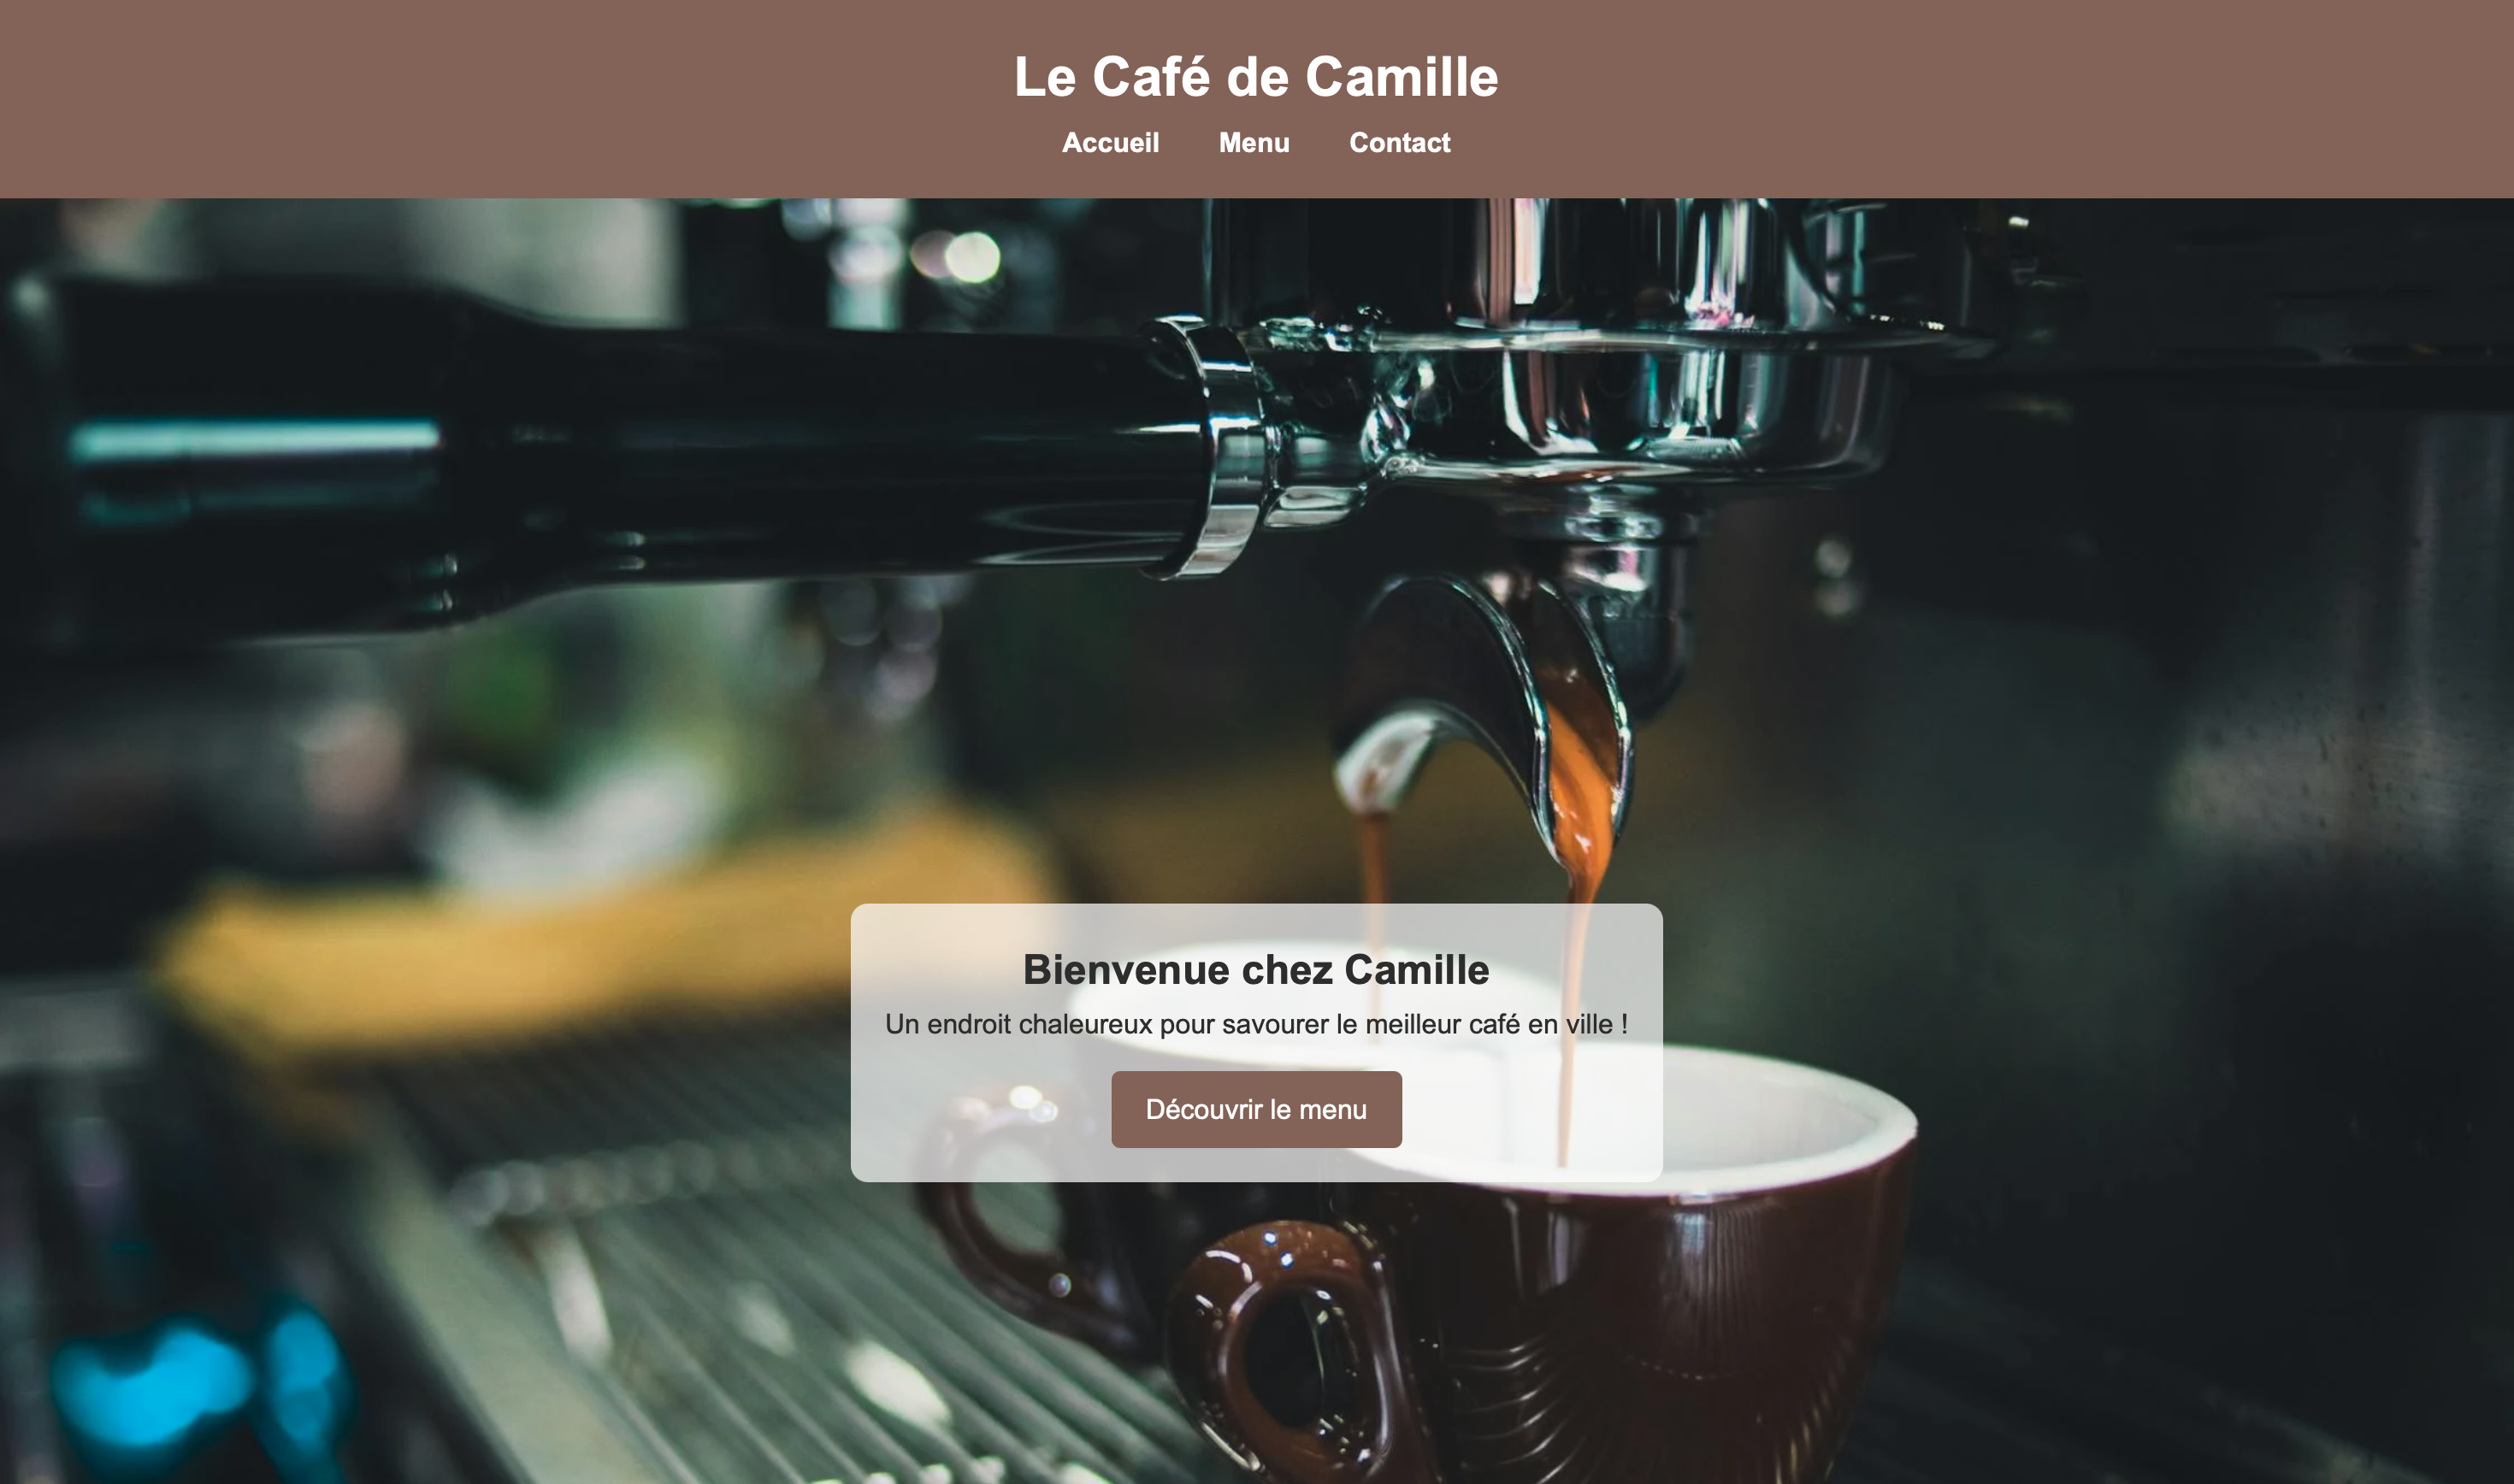 Le Café de Camille
Accueil Menu Contact
Bienvenue chez Camille
Un endroit chaleureux pour savourer le meilleur café en ville !
Découvrir le menu